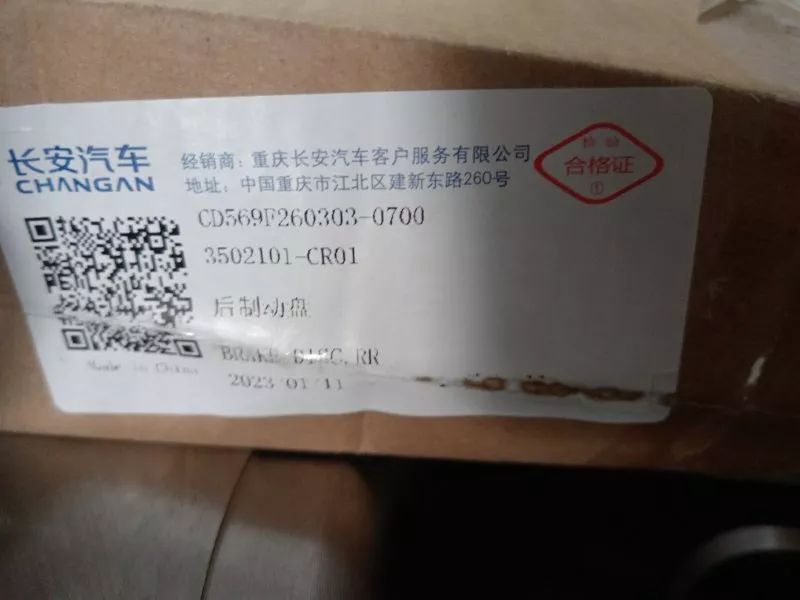 长安汽车
CHANGAN
经销商：重庆长安汽车客户服务有限公司
地址：中国重庆市江北区建新东路260号
检验
合格证
①
CD569F260303-0700
3502101-CR01
后制动盘
BRAKE DISC,RR
2023/01/11
Made in China